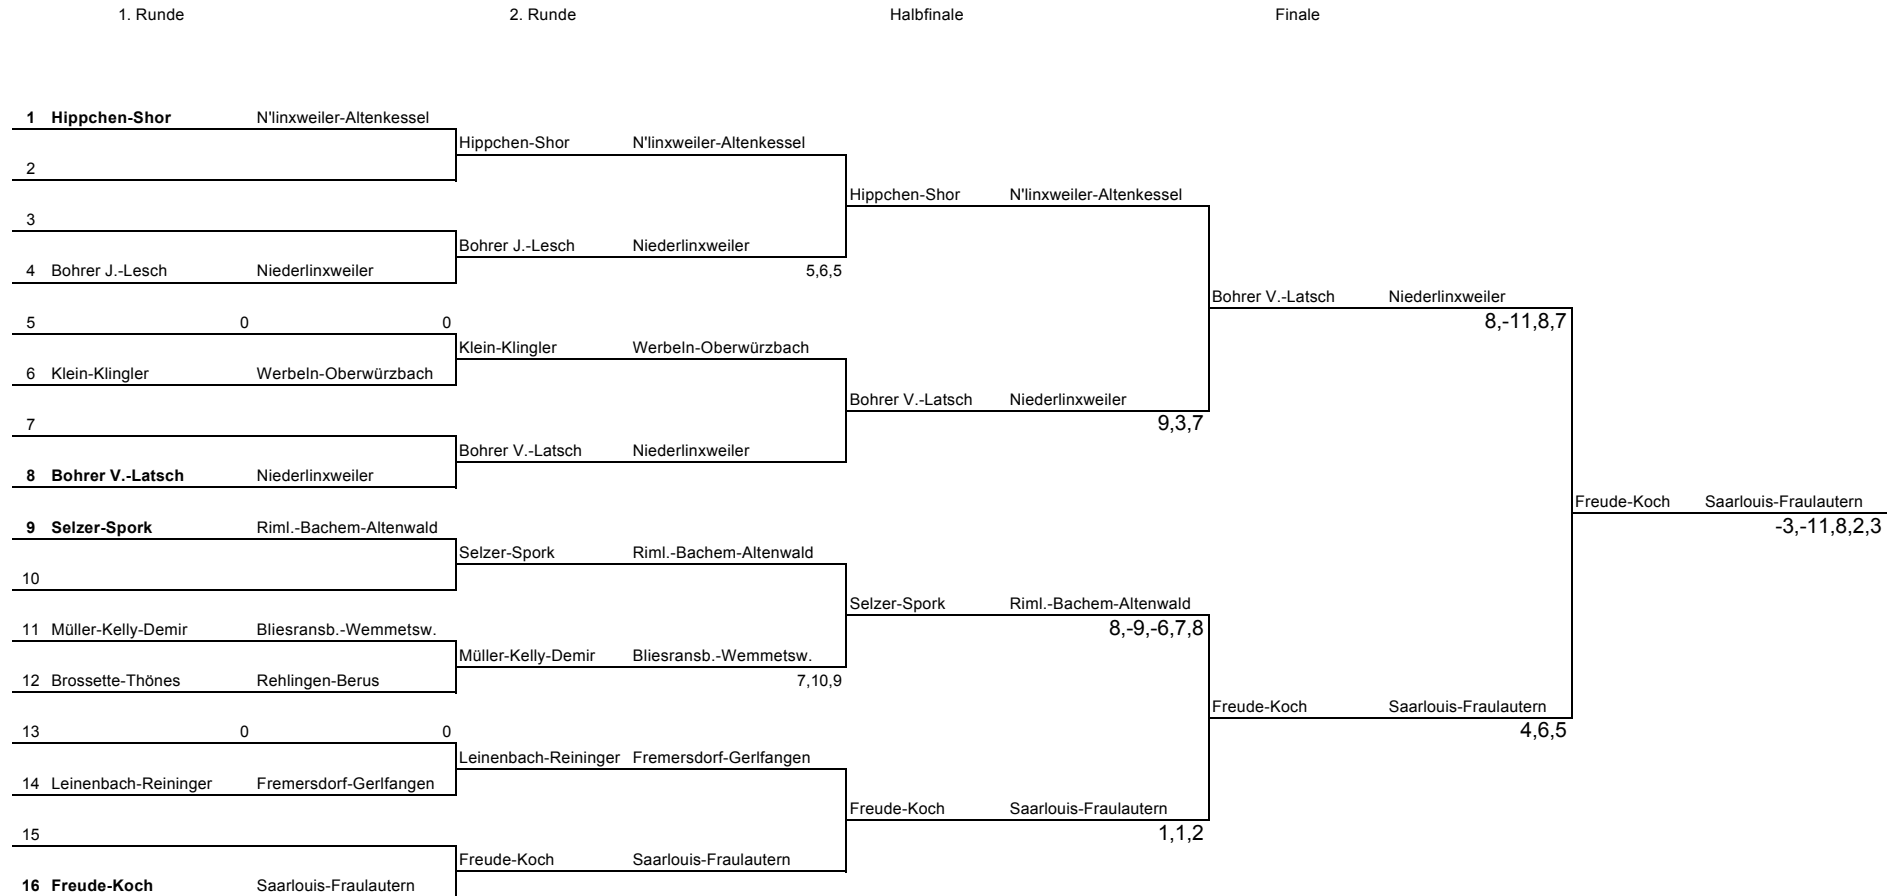 1. Runde 2. Runde Halbfinale Finale
1 Hippchen-Shor N'linxweiler-Altenkessel
Hippchen-Shor N'linxweiler-Altenkessel
2
Hippchen-Shor N'linxweiler-Altenkessel
3
Bohrer J.-Lesch Niederlinxweiler
4 Bohrer J.-Lesch Niederlinxweiler 5,6,5
Bohrer V.-Latsch Niederlinxweiler
5 0 0 8,-11,8,7
Klein-Klingler Werbeln-Oberwürzbach
6 Klein-Klingler Werbeln-Oberwürzbach
Bohrer V.-Latsch Niederlinxweiler
7 9,3,7
Bohrer V.-Latsch Niederlinxweiler
8 Bohrer V.-Latsch Niederlinxweiler
Freude-Koch Saarlouis-Fraulautern
9 Selzer-Spork Riml.-Bachem-Altenwald -3,-11,8,2,3
Selzer-Spork Riml.-Bachem-Altenwald
10
Selzer-Spork Riml.-Bachem-Altenwald
11 Müller-Kelly-Demir Bliesransb.-Wemmetsw. 8,-9,-6,7,8
Müller-Kelly-Demir Bliesransb.-Wemmetsw.
12 Brossette-Thönes Rehlingen-Berus 7,10,9
Freude-Koch Saarlouis-Fraulautern
13 0 0 4,6,5
Leinenbach-Reininger Fremersdorf-Gerlfangen
14 Leinenbach-Reininger Fremersdorf-Gerlfangen
Freude-Koch Saarlouis-Fraulautern
15 1,1,2
Freude-Koch Saarlouis-Fraulautern
16 Freude-Koch Saarlouis-Fraulautern